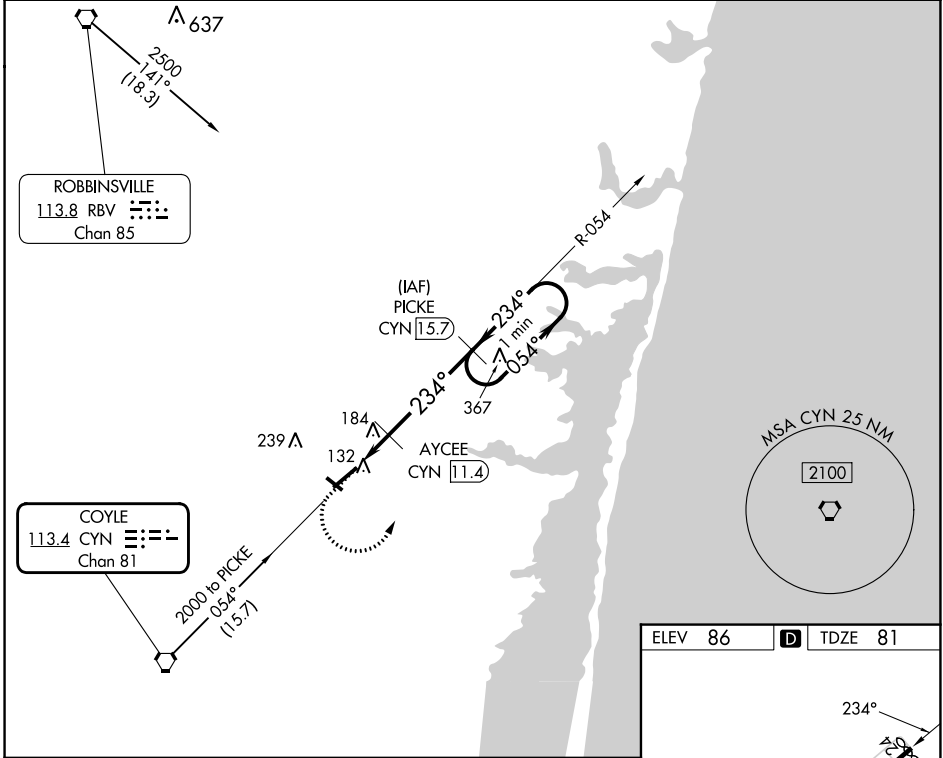 637
2500
141°
(18.3)
ROBBINSVILLE
113.8 RBV
Chan 85
R-054
(IAF)
PICKE
CYN 15.7
234°
1 min
054°
367
234°
184
239
132
AYCEE
CYN 11.4
MSA CYN 25 NM
2100
COYLE
113.4 CYN
Chan 81
2000 to PICKE
054°
(15.7)
ELEV 86 D TDZE 81
234°